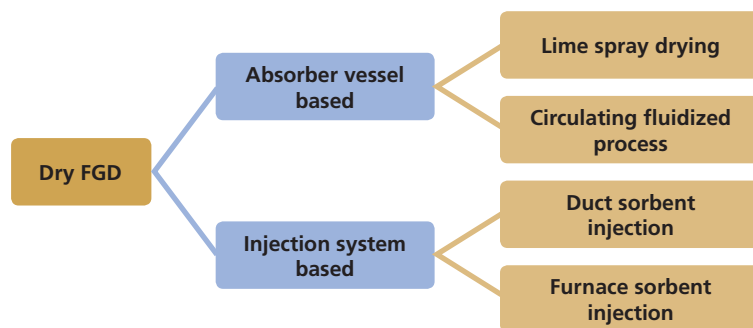 Dry FGD
Absorber vessel
based
Lime spray drying
Circulating fluidized
process
Injection system
based
Duct sorbent
injection
Furnace sorbent
injection